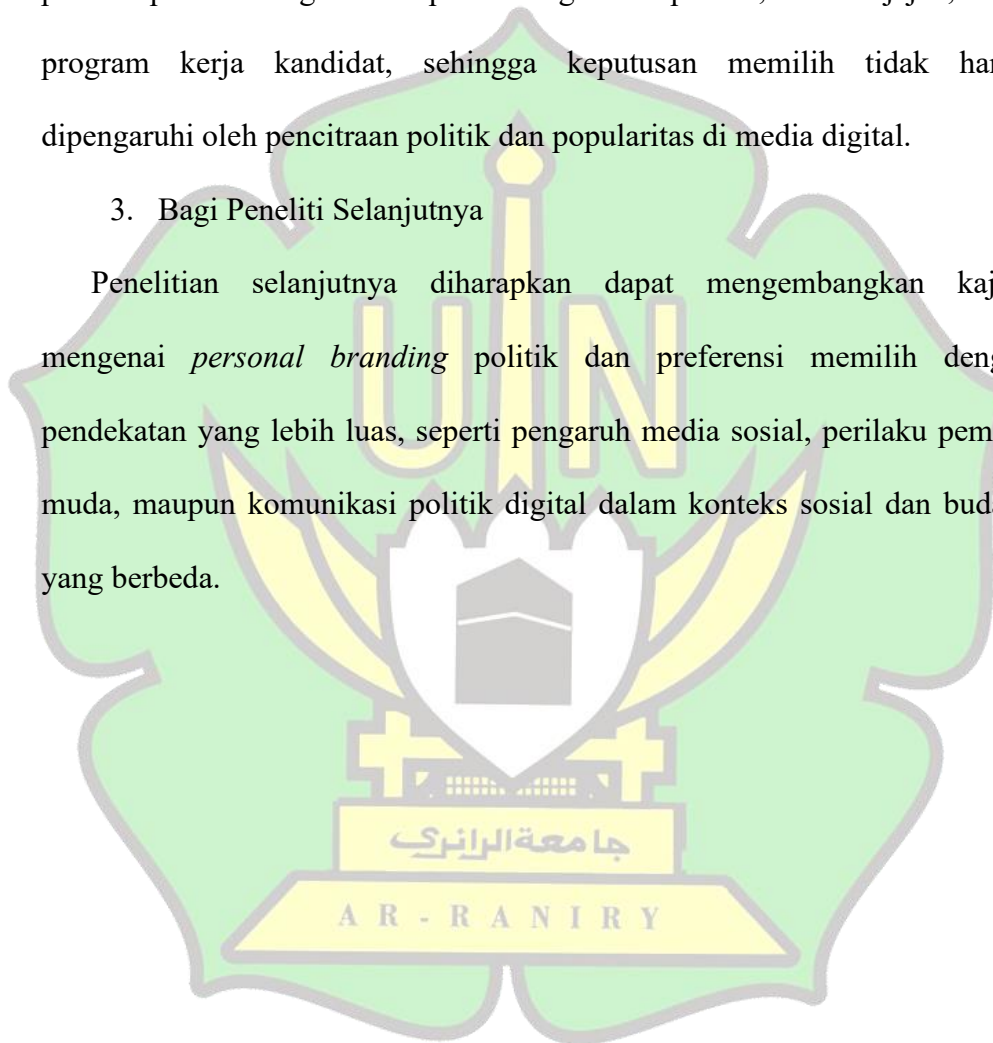 program kerja kandidat, sehingga keputusan memilih tidak
dipengaruhi oleh pencitraan politik dan popularitas di media digital.
3. Bagi Peneliti Selanjutnya
Penelitian selanjutnya diharapkan dapat mengembangkan
mengenai personal branding politik dan preferensi memilih
pendekatan yang lebih luas, seperti pengaruh media sosial, perilaku
muda, maupun komunikasi politik digital dalam konteks sosial dan
yang berbeda.
UIN
جامعة الرانري
AR-RANIRY